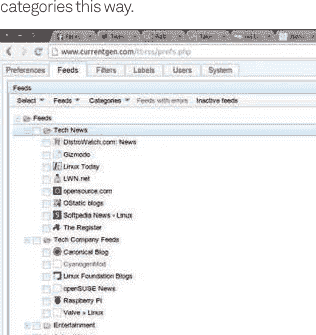 categories this way.
www.currentgen.com/ttrss/prefs.php
Preferences Feeds Filters Labels Users System
Feeds
Select Feeds Categories Feeds with errors Inactive feeds
Feeds
Tech News
DistroWatch.com: News
Gizmodo
Linux Today
LWN.net
opensource.com
OStatic blogs
Softpedia News - Linux
The Register
Tech Company Feeds
Canonical Blog
CyanogenMod
Linux Foundation Blogs
openSUSE News
Raspberry Pi
Valve » Linux
Entertainment